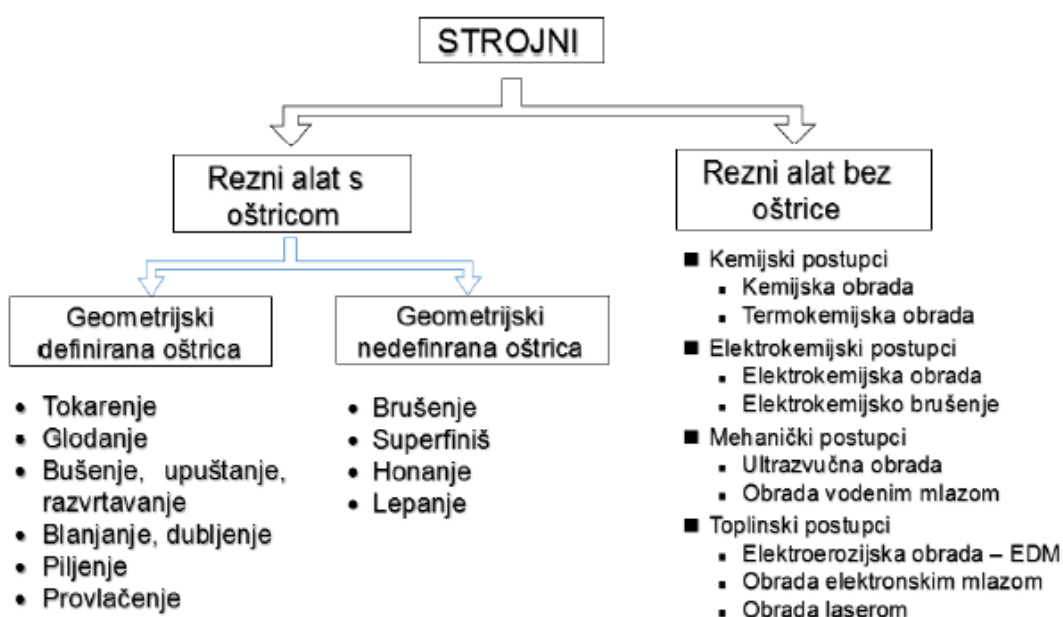 STROJNI
Rezni alat s
oštricom
Rezni alat bez
oštrice
Geometrijski
definirana oštrica
Geometrijski
nedefinrana oštrica
• Tokarenje
• Glodanje
• Bušenje, upuštanje,
razvrtavanje
• Blanjanje, dubljenje
• Piljenje
• Provlačenje
• Brušenje
• Superfiniš
• Honanje
• Lepanje
■ Kemijski postupci
▪ Kemijska obrada
▪ Termokemijska obrada
■ Elektrokemijski postupci
▪ Elektrokemijska obrada
▪ Elektrokemijsko brušenje
■ Mehanički postupci
▪ Ultrazvučna obrada
▪ Obrada vodenim mlazom
■ Toplinski postupci
▪ Elektroerozijska obrada – EDM
▪ Obrada elektronskim mlazom
▪ Obrada laserom